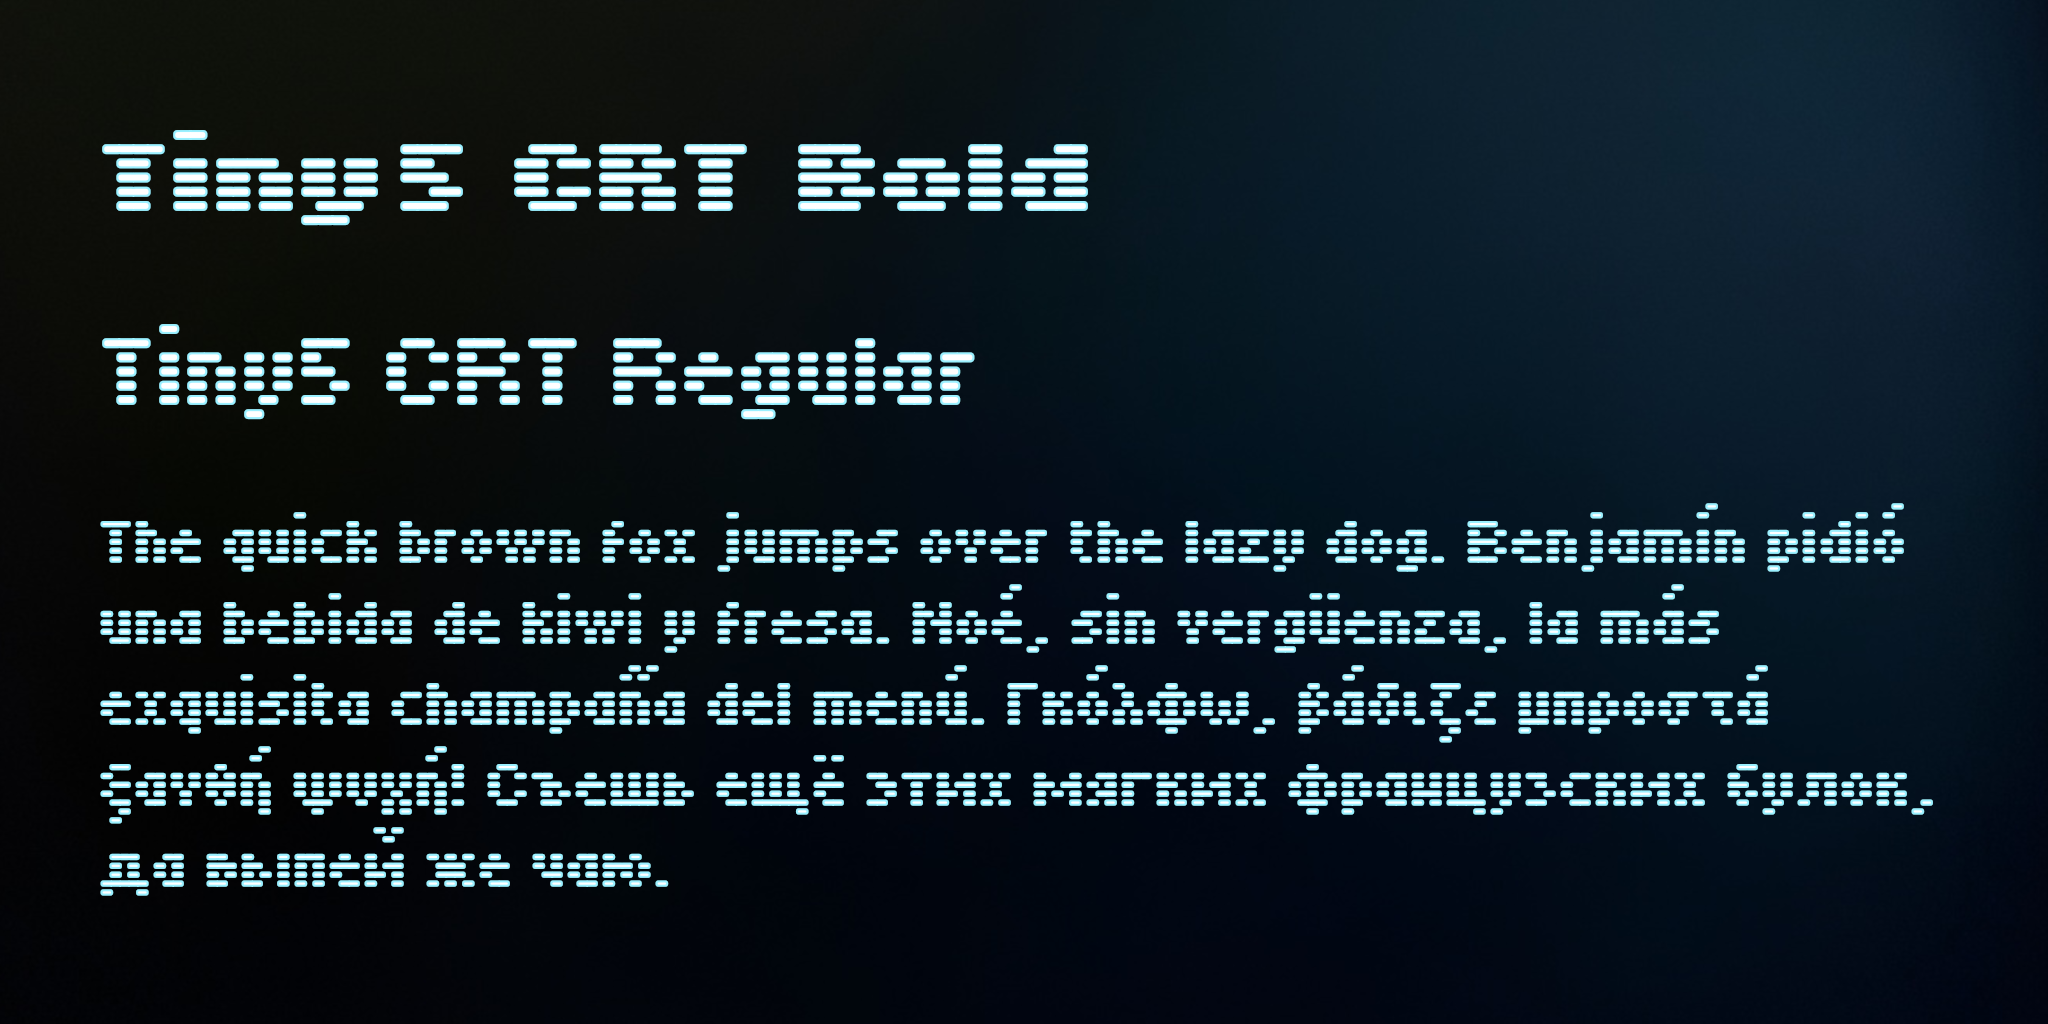 Tiny5 CRT Bold
Tiny5 CRT Regular
The quick brown fox jumps over the lazy dog. Benjamín pidió
una bebida de kiwi y fresa. Noé, sin vergüenza, la más
exquisita champaña del menú. Γκόλφω, βάδιζε μπροστά
ξανθή ψυχή! Съешь ещё этих мягких французских булок,
да выпей же чаю.